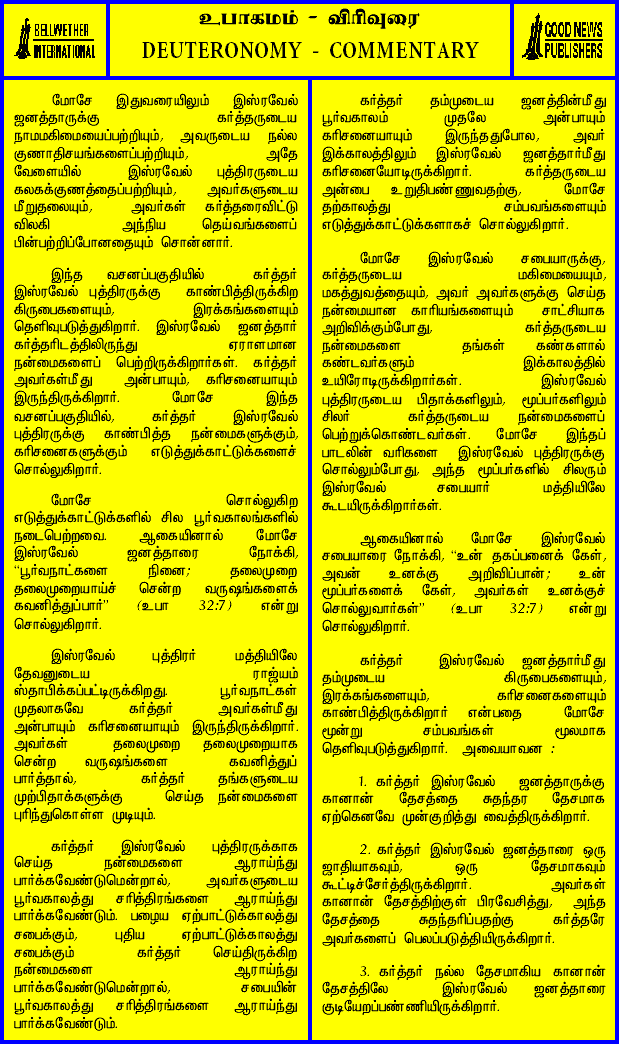 BELLWETHER
INTERNATIONAL
உபாகமம் - விரிவுரை
DEUTERONOMY - COMMENTARY
GOOD NEWS
PUBLISHERS
மோசே இதுவரையிலும் இஸ்ரவேல்
ஜனத்தாருக்கு கர்த்தருடைய
நாமமகிமையைப்பற்றியும், அவருடைய நல்ல
குணாதிசயங்களைப்பற்றியும், அதே
வேளையில் இஸ்ரவேல் புத்திரருடைய
கலகக்குணத்தைப்பற்றியும், அவர்களுடைய
மீறுதலையும், அவர்கள் கர்த்தரைவிட்டு
விலகி அந்நிய தெய்வங்களைப்
பின்பற்றிப்போனதையும் சொன்னார்.
இந்த வசனப்பகுதியில் கர்த்தர்
இஸ்ரவேல் புத்திரருக்கு காண்பித்திருக்கிற
கிருபைகளையும், இரக்கங்களையும்
தெளிவுபடுத்துகிறார். இஸ்ரவேல் ஜனத்தார்
கர்த்தரிடத்திலிருந்து ஏராளமான
நன்மைகளைப் பெற்றிருக்கிறார்கள். கர்த்தர்
அவர்கள்மீது அன்பாயும், கரிசனையாயும்
இருந்திருக்கிறார். மோசே இந்த
வசனப்பகுதியில், கர்த்தர் இஸ்ரவேல்
புத்திரருக்கு காண்பித்த நன்மைகளுக்கும்,
கரிசனைகளுக்கும் எடுத்துக்காட்டுக்களைச்
சொல்லுகிறார்.
மோசே சொல்லுகிற
எடுத்துக்காட்டுக்களில் சில பூர்வகாலங்களில்
நடைபெற்றவை. ஆகையினால் மோசே
இஸ்ரவேல் ஜனத்தாரை நோக்கி,
“பூர்வநாட்களை நினை; தலைமுறை
தலைமுறையாய்ச் சென்ற வருஷங்களைக்
கவனித்துப்பார்” (உபா 32:7) என்று
சொல்லுகிறார்.
இஸ்ரவேல் புத்திரர் மத்தியிலே
தேவனுடைய ராஜ்யம்
ஸ்தாபிக்கப்பட்டிருக்கிறது. பூர்வநாட்கள்
முதலாகவே கர்த்தர் அவர்கள்மீது
அன்பாயும் கரிசனையாயும் இருந்திருக்கிறார்.
அவர்கள் தலைமுறை தலைமுறையாக
சென்ற வருஷங்களை கவனித்துப்
பார்த்தால், கர்த்தர் தங்களுடைய
முற்பிதாக்களுக்கு செய்த நன்மைகளை
புரிந்துகொள்ள முடியும்.
கர்த்தர் இஸ்ரவேல் புத்திரருக்காக
செய்த நன்மைகளை ஆராய்ந்து
பார்க்கவேண்டுமென்றால், அவர்களுடைய
பூர்வகாலத்து சரித்திரங்களை ஆராய்ந்து
பார்க்கவேண்டும். பழைய ஏற்பாட்டுக்காலத்து
சபைக்கும், புதிய ஏற்பாட்டுக்காலத்து
சபைக்கும் கர்த்தர் செய்திருக்கிற
நன்மைகளை ஆராய்ந்து
பார்க்கவேண்டுமென்றால், சபையின்
பூர்வகாலத்து சரித்திரங்களை ஆராய்ந்து
பார்க்கவேண்டும்.
கர்த்தர் தம்முடைய ஜனத்தின்மீது
பூர்வகாலம் முதலே அன்பாயும்
கரிசனையாயும் இருந்ததுபோல, அவர்
இக்காலத்திலும் இஸ்ரவேல் ஜனத்தார்மீது
கரிசனையோடிருக்கிறார். கர்த்தருடைய
அன்பை உறுதிபண்ணுவதற்கு, மோசே
தற்காலத்து சம்பவங்களையும்
எடுத்துக்காட்டுக்களாகச் சொல்லுகிறார்.
மோசே இஸ்ரவேல் சபையாருக்கு,
கர்த்தருடைய மகிமையையும்,
மகத்துவத்தையும், அவர் அவர்களுக்கு செய்த
நன்மையான காரியங்களையும் சாட்சியாக
அறிவிக்கும்போது, கர்த்தருடைய
நன்மைகளை தங்கள் கண்களால்
கண்டவர்களும் இக்காலத்தில்
உயிரோடிருக்கிறார்கள். இஸ்ரவேல்
புத்திரருடைய பிதாக்களிலும், மூப்பர்களிலும்
சிலர் கர்த்தருடைய நன்மைகளைப்
பெற்றுக்கொண்டவர்கள். மோசே இந்தப்
பாடலின் வரிகளை இஸ்ரவேல் புத்திரருக்கு
சொல்லும்போது, அந்த மூப்பர்களில் சிலரும்
இஸ்ரவேல் சபையார் மத்தியிலே
கூடயிருக்கிறார்கள்.
ஆகையினால் மோசே இஸ்ரவேல்
சபையாரை நோக்கி, “உன் தகப்பனைக் கேள்,
அவன் உனக்கு அறிவிப்பான்; உன்
மூப்பர்களைக் கேள், அவர்கள் உனக்குச்
சொல்லுவார்கள்” (உபா 32:7) என்று
சொல்லுகிறார்.
கர்த்தர் இஸ்ரவேல் ஜனத்தார்மீது
தம்முடைய கிருபைகளையும்,
இரக்கங்களையும், கரிசனைகளையும்
காண்பித்திருக்கிறார் என்பதை மோசே
மூன்று சம்பவங்கள் மூலமாக
தெளிவுபடுத்துகிறார். அவையாவன :
1. கர்த்தர் இஸ்ரவேல் ஜனத்தாருக்கு
கானான் தேசத்தை சுதந்தர தேசமாக
ஏற்கெனவே முன்குறித்து வைத்திருக்கிறார்.
2. கர்த்தர் இஸ்ரவேல் ஜனத்தாரை ஒரு
ஜாதியாகவும், ஒரு தேசமாகவும்
கூட்டிச்சேர்த்திருக்கிறார். அவர்கள்
கானான் தேசத்திற்குள் பிரவேசித்து, அந்த
தேசத்தை சுதந்தரிப்பதற்கு கர்த்தரே
அவர்களைப் பெலப்படுத்தியிருக்கிறார்.
3. கர்த்தர் நல்ல தேசமாகிய கானான்
தேசத்திலே இஸ்ரவேல் ஜனத்தாரை
குடியேறப்பண்ணியிருக்கிறார்.